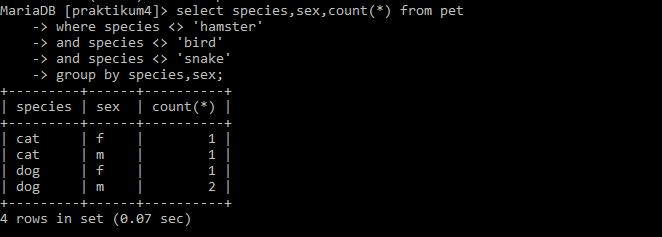 MariaDB [praktikum4]> select species,sex,count(*) from pet
    -> where species <> 'hamster'
    -> and species <> 'bird'
    -> and species <> 'snake'
    -> group by species,sex;
+---------+------+----------+
| species | sex  | count(*) |
+---------+------+----------+
| cat     | f    |        1 |
| cat     | m    |        1 |
| dog     | f    |        1 |
| dog     | m    |        2 |
+---------+------+----------+
4 rows in set (0.07 sec)